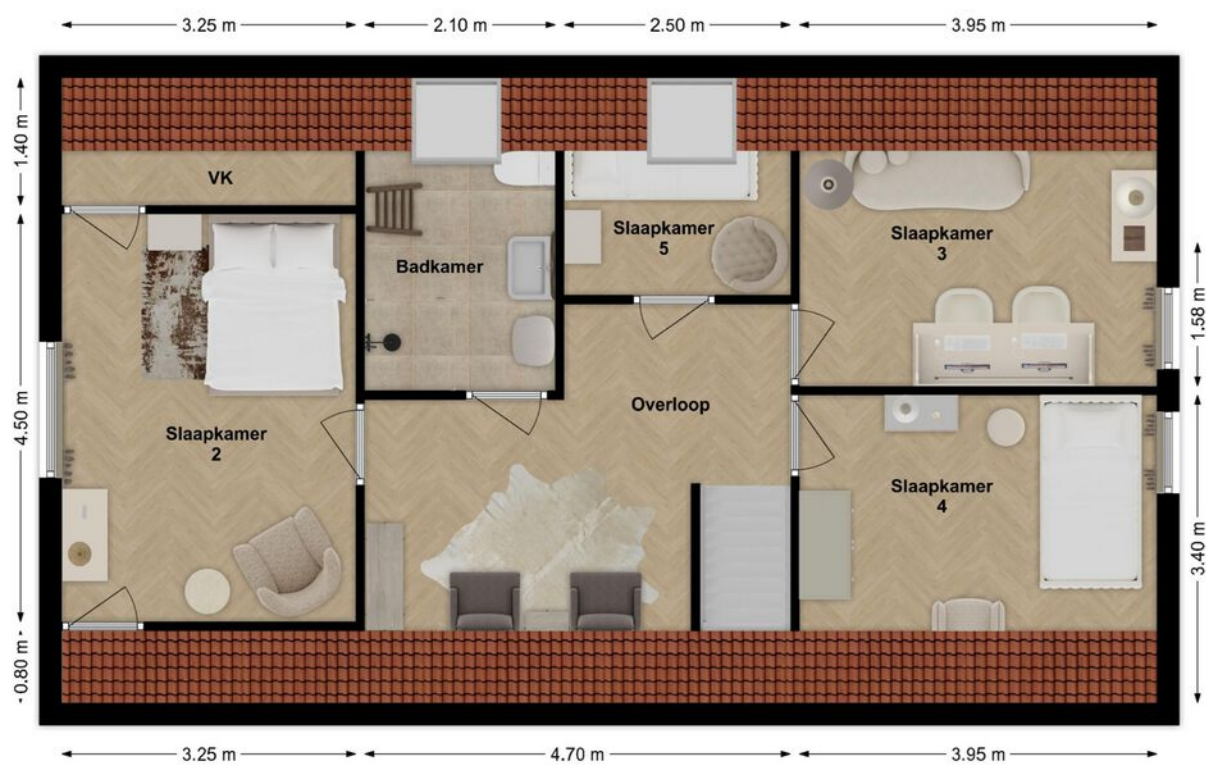 3.25 m
2.10 m
2.50 m
3.95 m
1.40 m
VK
Slaapkamer
5
Slaapkamer
3
Badkamer
1.58 m
Overloop
4.50 m
Slaapkamer
2
Slaapkamer
4
3.40 m
0.80 m
3.25 m
4.70 m
3.95 m